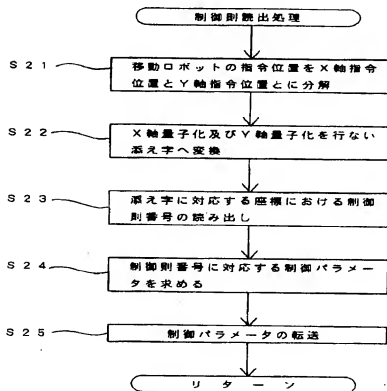 制御則読出処理
S21
移動ロボットの指令位置をX軸指令
位置とY軸指令位置とに分解
S22
X軸量子化及びY軸量子化を行ない
添え字へ変換
S23
添え字に対応する座標における制御
則番号の読み出し
S24
制御則番号に対応する制御パラメー
タを求める
S25
制御パラメータの転送
リターン